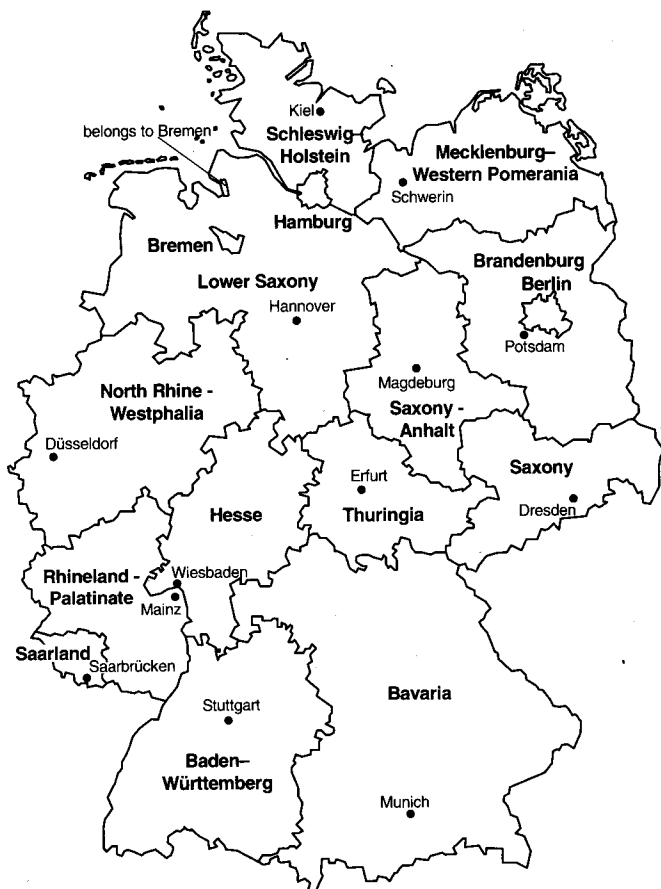 Kiel
belongs to Bremen
Schleswig
Holstein
Mecklenburg–
Western Pomerania
Schwerin
Hamburg
Bremen
Brandenburg
Lower Saxony
Berlin
Hannover
Potsdam
Magdeburg
North Rhine -
Westphalia
Saxony -
Anhalt
Düsseldorf
Saxony
Erfurt
Dresden
Hesse
Thuringia
Wiesbaden
Rhineland -
Palatinate
Mainz
Saarland
Saarbrücken
Bavaria
Stuttgart
Baden–
Württemberg
Munich